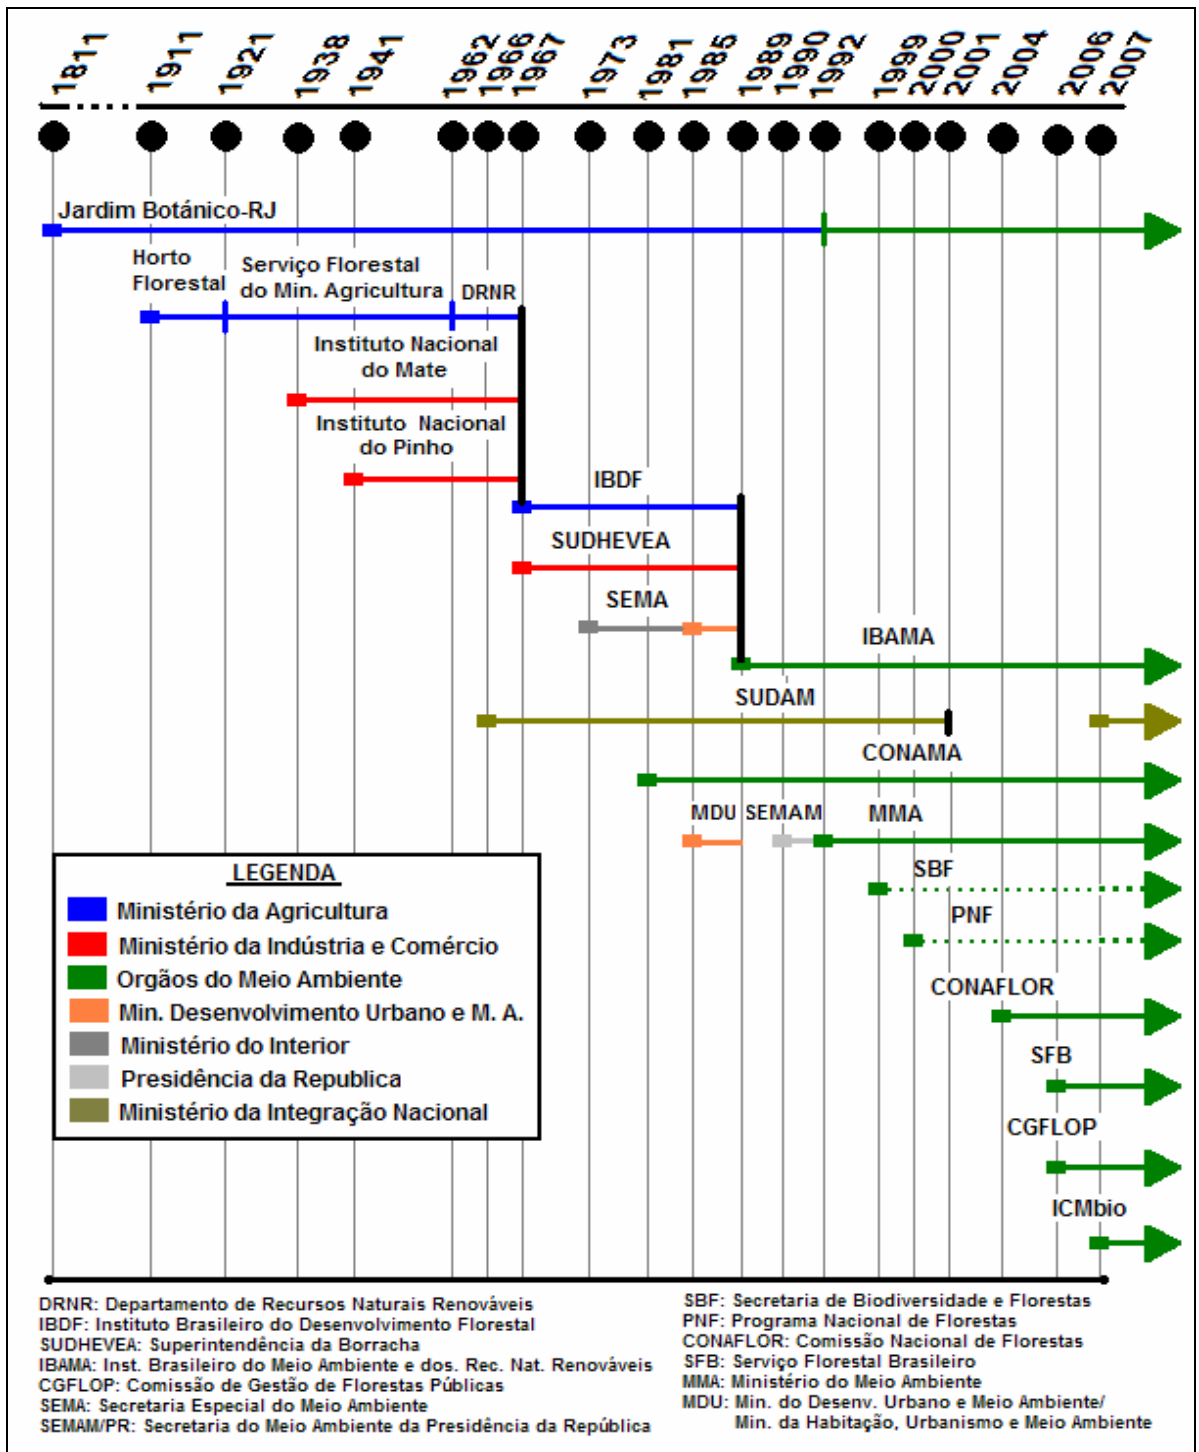 1811 1911 1921 1938 1941 1962 1966 1967 1973 1981 1985 1989 1990 1992 1999 2000 2001 2004 2006 2007
Jardim Botánico-RJ
Horto
Florestal
Serviço Florestal
do Min. Agricultura
DRNR
Instituto Nacional
do Mate
Instituto Nacional
do Pinho
IBDF
SUDHEVEA
SEMA
IBAMA
SUDAM
CONAMA
MDU SEMAM MMA
SBF
PNF
CONAFLOR
SFB
CGFLOP
ICMbio
LEGENDA
Ministério da Agricultura
Ministério da Indústria e Comércio
Orgãos do Meio Ambiente
Min. Desenvolvimento Urbano e M. A.
Ministério do Interior
Presidência da Republica
Ministério da Integração Nacional
DRNR: Departamento de Recursos Naturais Renováveis
IBDF: Instituto Brasileiro do Desenvolvimento Florestal
SUDHEVEA: Superintendência da Borracha
IBAMA: Inst. Brasileiro do Meio Ambiente e dos. Rec. Nat. Renováveis
CGFLOP: Comissão de Gestão de Florestas Públicas
SEMA: Secretaria Especial do Meio Ambiente
SEMAM/PR: Secretaria do Meio Ambiente da Presidência da República
SBF: Secretaria de Biodiversidade e Florestas
PNF: Programa Nacional de Florestas
CONAFLOR: Comissão Nacional de Florestas
SFB: Serviço Florestal Brasileiro
MMA: Ministério do Meio Ambiente
MDU: Min. do Desenv. Urbano e Meio Ambiente/
Min. da Habitação, Urbanismo e Meio Ambiente